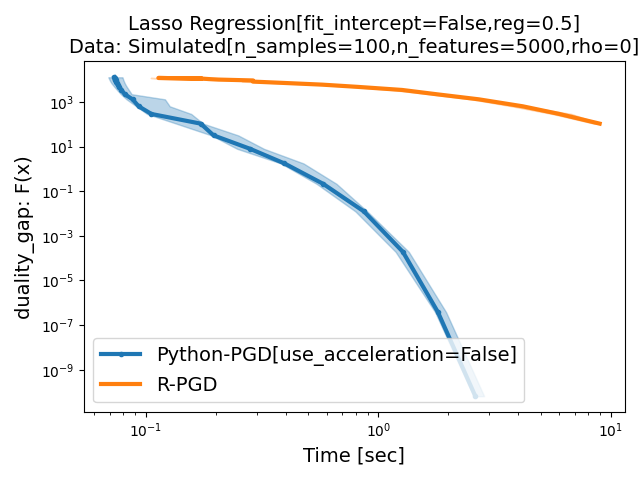 Lasso Regression[fit_intercept=False,reg=0.5]
Data: Simulated[n_samples=100,n_features=5000,rho=0]
duality_gap: F(x)
10³
10¹
10⁻¹
10⁻³
10⁻⁵
10⁻⁷
10⁻⁹
Python-PGD[use_acceleration=False]
R-PGD
10⁻¹ 10⁰ 10¹
Time [sec]